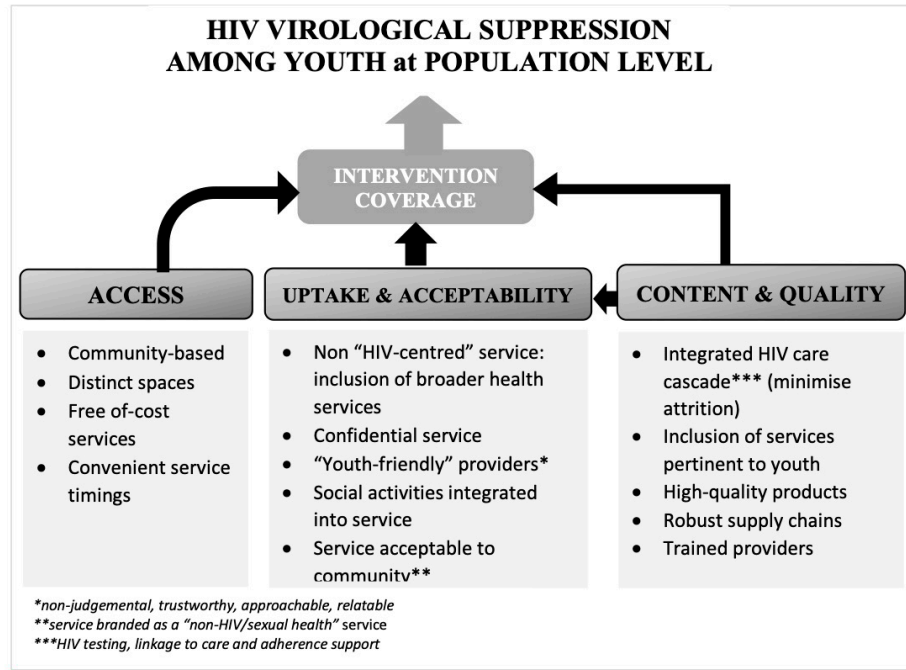 HIV VIROLOGICAL SUPPRESSION
AMONG YOUTH at POPULATION LEVEL
INTERVENTION
COVERAGE
ACCESS
• Community-based
• Distinct spaces
• Free of-cost
services
• Convenient service
timings
UPTAKE & ACCEPTABILITY
• Non “HIV-centred” service:
inclusion of broader health
services
• Confidential service
• “Youth-friendly” providers*
• Social activities integrated
into service
• Service acceptable to
community**
CONTENT & QUALITY
• Integrated HIV care
cascade*** (minimise
attrition)
• Inclusion of services
pertinent to youth
• High-quality products
• Robust supply chains
• Trained providers
*non-judgemental, trustworthy, approachable, relatable
**service branded as a “non-HIV/sexual health” service
***HIV testing, linkage to care and adherence support